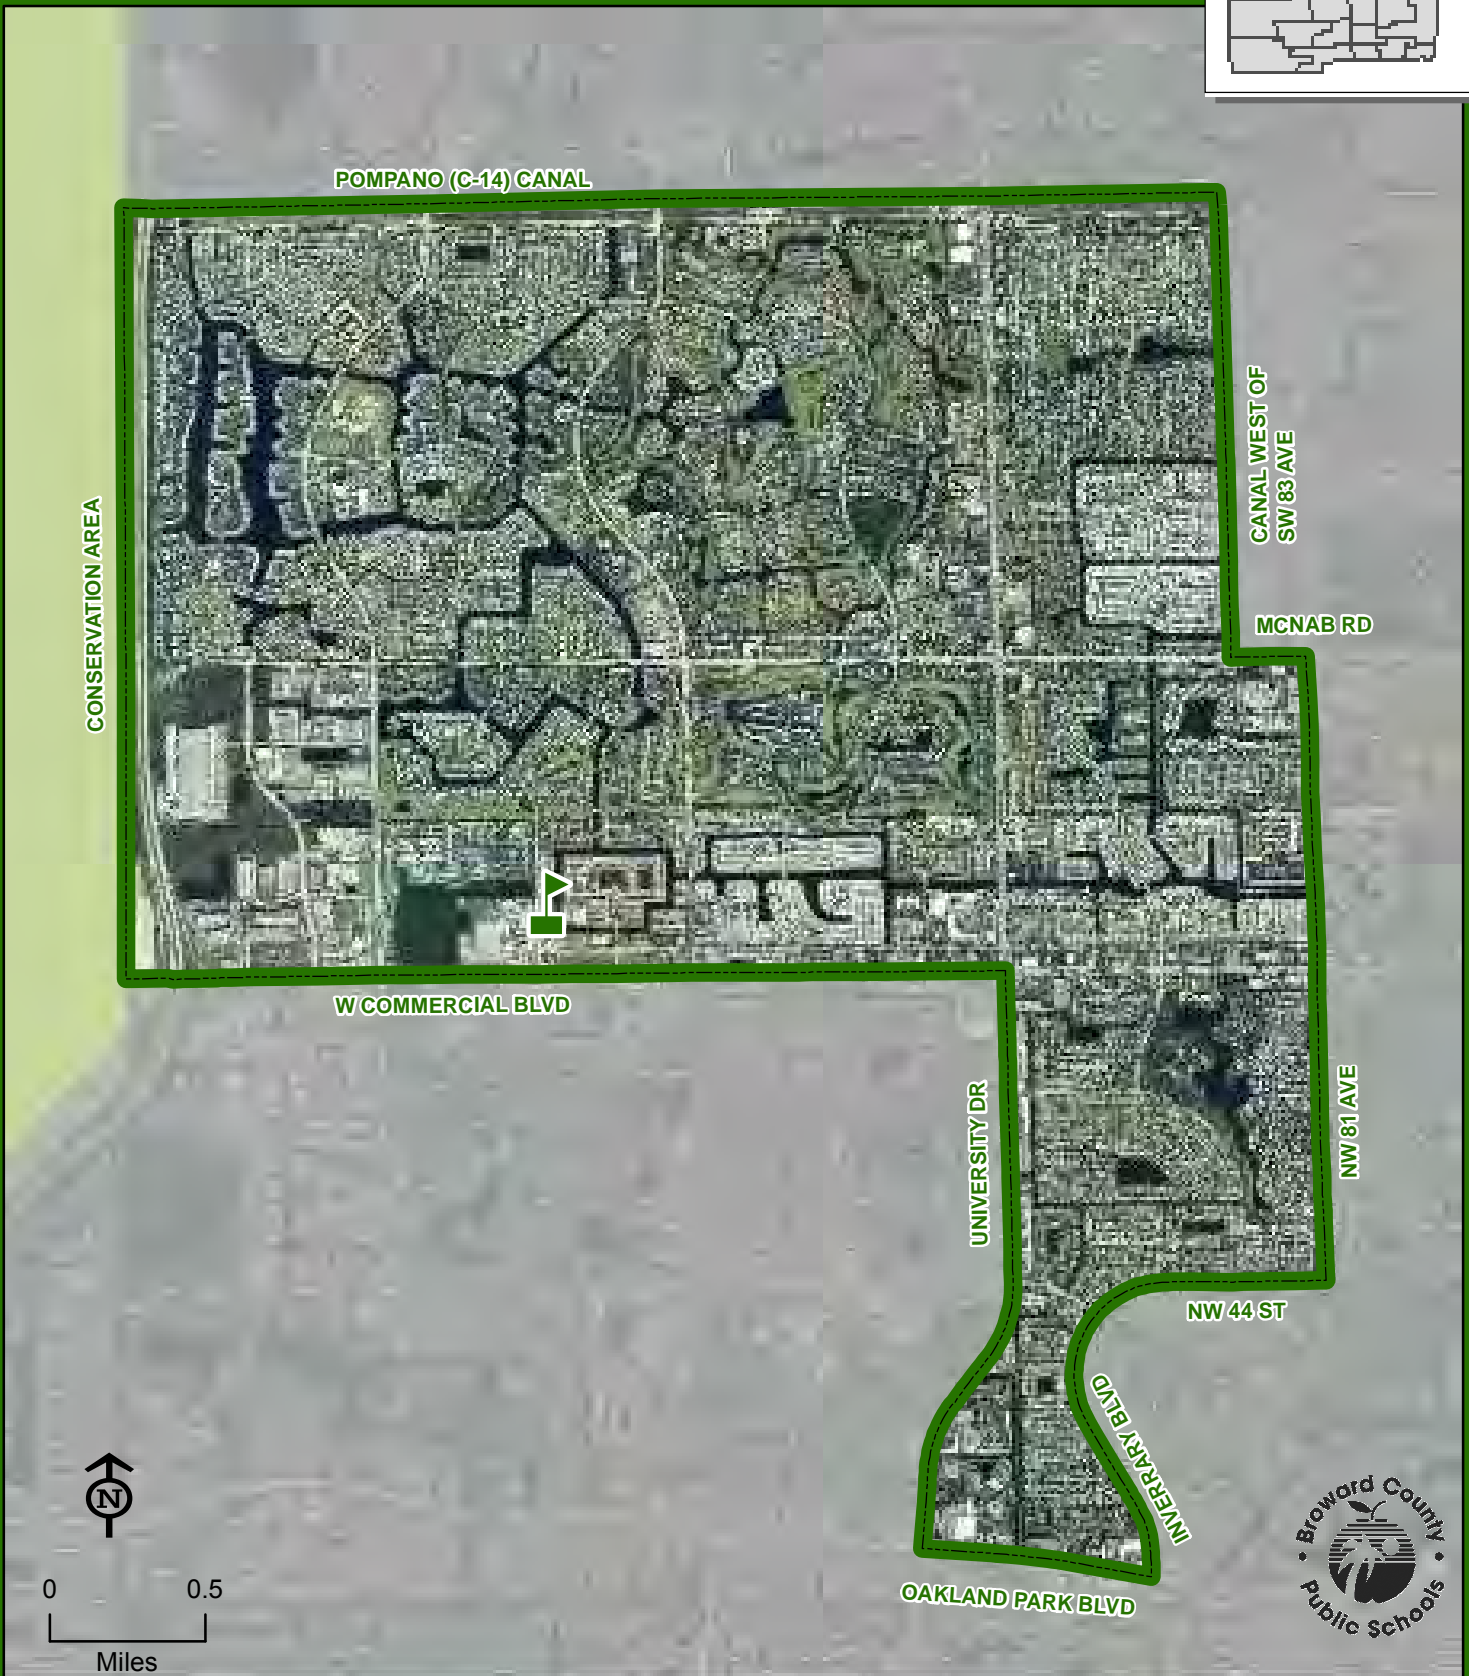 POMPANO (C-14) CANAL
CANAL WEST OF
SW 83 AVE
CONSERVATION AREA
MCNAB RD
W COMMERCIAL BLVD
UNIVERSITY DR
NW 81 AVE
NW 44 ST
INVERRARY BLVD
OAKLAND PARK BLVD
N
0 0.5
Miles
Broward County
Public Schools